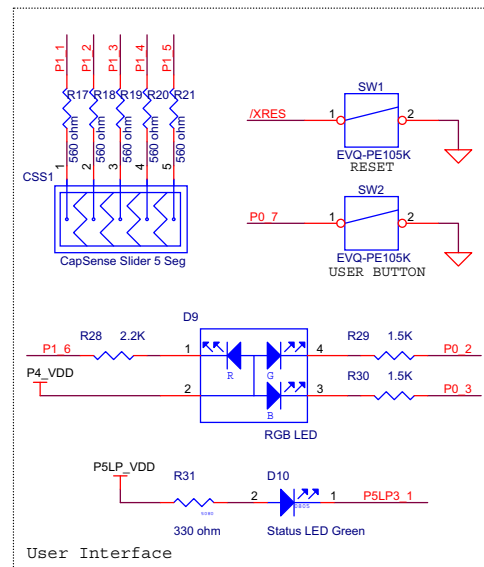 P1_1 P1_2 P1_3 P1_4 P1_5
R17 R18 R19 R20 R21
560 ohm 560 ohm 560 ohm 560 ohm 560 ohm
1 2 3 4 5
CSS1
CapSense Slider 5 Seg
SW1
/XRES 1 2
EVQ-PE105K
RESET
SW2
P0_7 1 2
EVQ-PE105K
USER BUTTON
D9
R28 2.2K 1 4 R29 1.5K
P1_6 R G P0_2
P4_VDD 2 3 R30 1.5K
B P0_3
RGB LED
P5LP_VDD
R31 D10
2 1 P5LP3_1
0805
330 ohm Status LED Green
User Interface